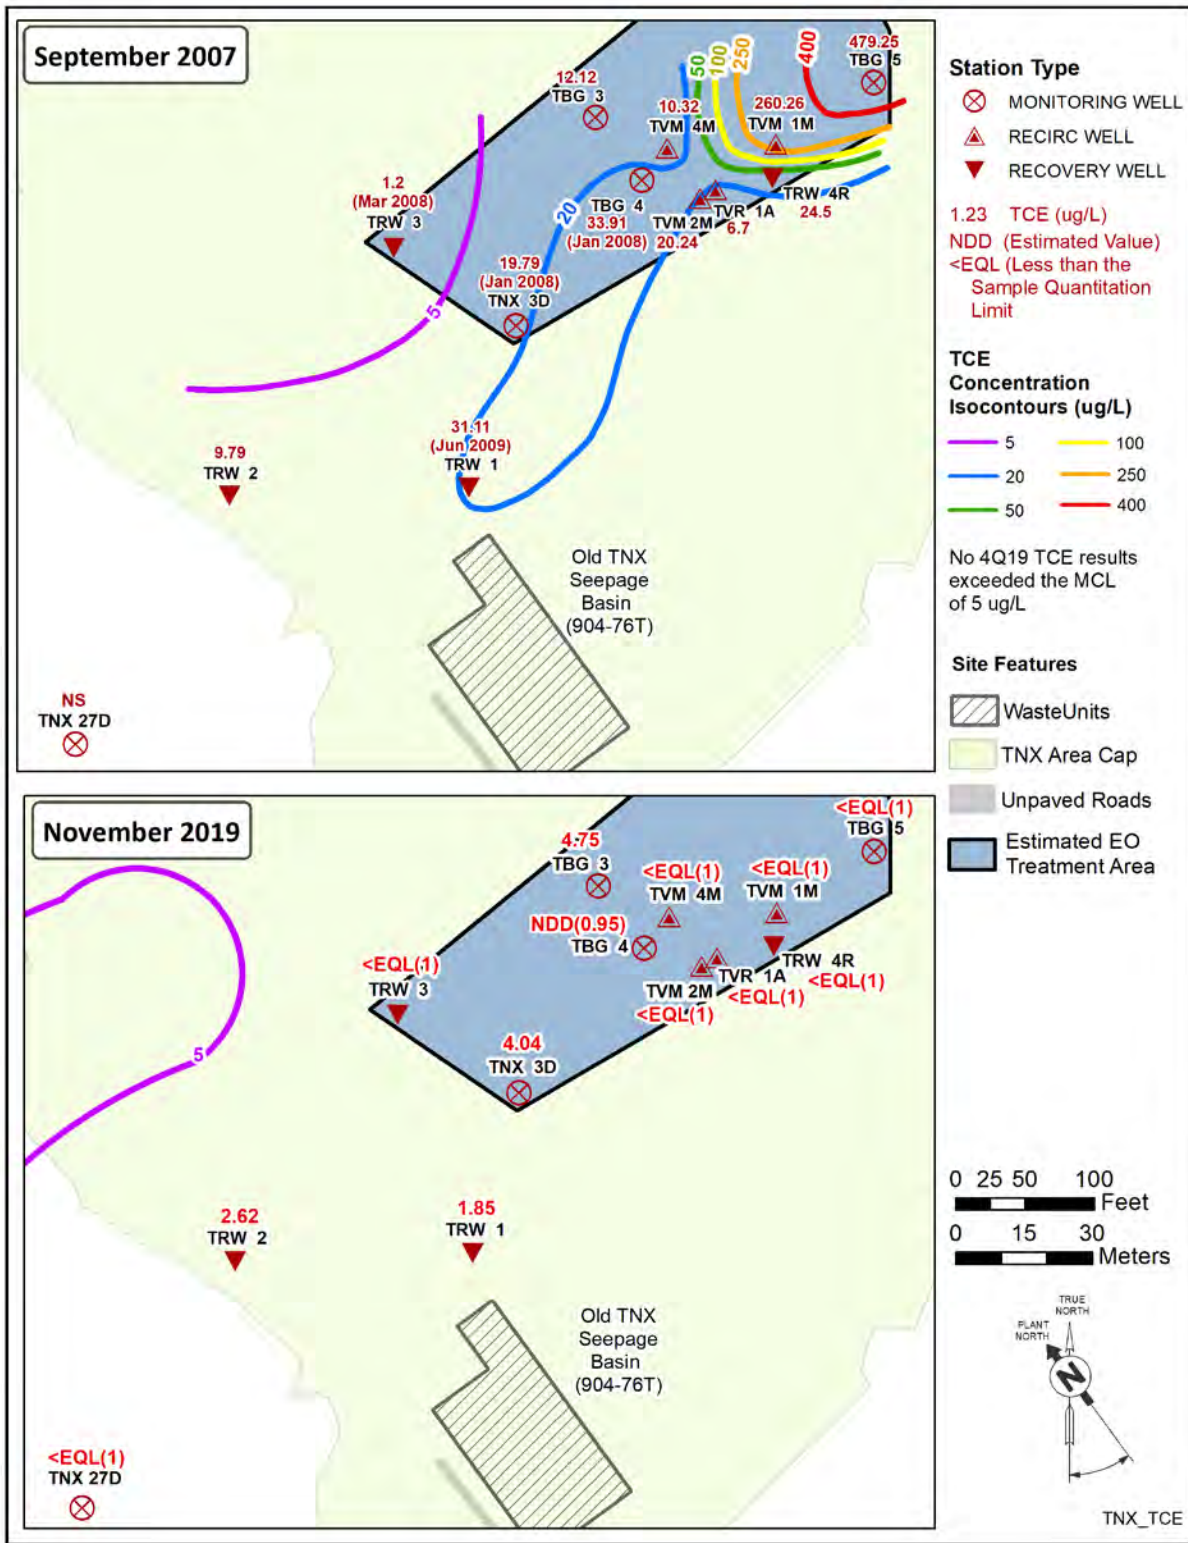 September 2007
12.12
TBG 3
10.32
TVM 4M
50
100
250
400
479.25
TBG 5
260.26
TVM 1M
1.2
(Mar 2008)
TRW 3
20
TBG 4
33.91
(Jan 2008)
TVM 2M
20.24
TVR 1A
6.7
TRW 4R
24.5
19.79
(Jan 2008)
TNX 3D
5
31.11
(Jun 2009)
TRW 1
9.79
TRW 2
Old TNX
Seepage
Basin
(904-76T)
NS
TNX 27D
Station Type
MONITORING WELL
RECIRC WELL
RECOVERY WELL
1.23 TCE (ug/L)
NDD (Estimated Value)
<EQL (Less than the
Sample Quantitation
Limit
TCE
Concentration
Isocontours (ug/L)
5 100
20 250
50 400
No 4Q19 TCE results
exceeded the MCL
of 5 ug/L
Site Features
WasteUnits
TNX Area Cap
Unpaved Roads
Estimated EO
Treatment Area
November 2019
<EQL(1)
TBG 5
4.75
TBG 3
<EQL(1)
TVM 4M
<EQL(1)
TVM 1M
NDD(0.95)
TBG 4
<EQL(1)
TRW 3
TRW 4R
<EQL(1)
TVR 1A
<EQL(1)
TVM 2M
<EQL(1)
4.04
TNX 3D
5
2.62
TRW 2
1.85
TRW 1
Old TNX
Seepage
Basin
(904-76T)
<EQL(1)
TNX 27D
0 25 50 100
Feet
0 15 30
Meters
TRUE
NORTH
PLANT
NORTH
N
TNX_TCE